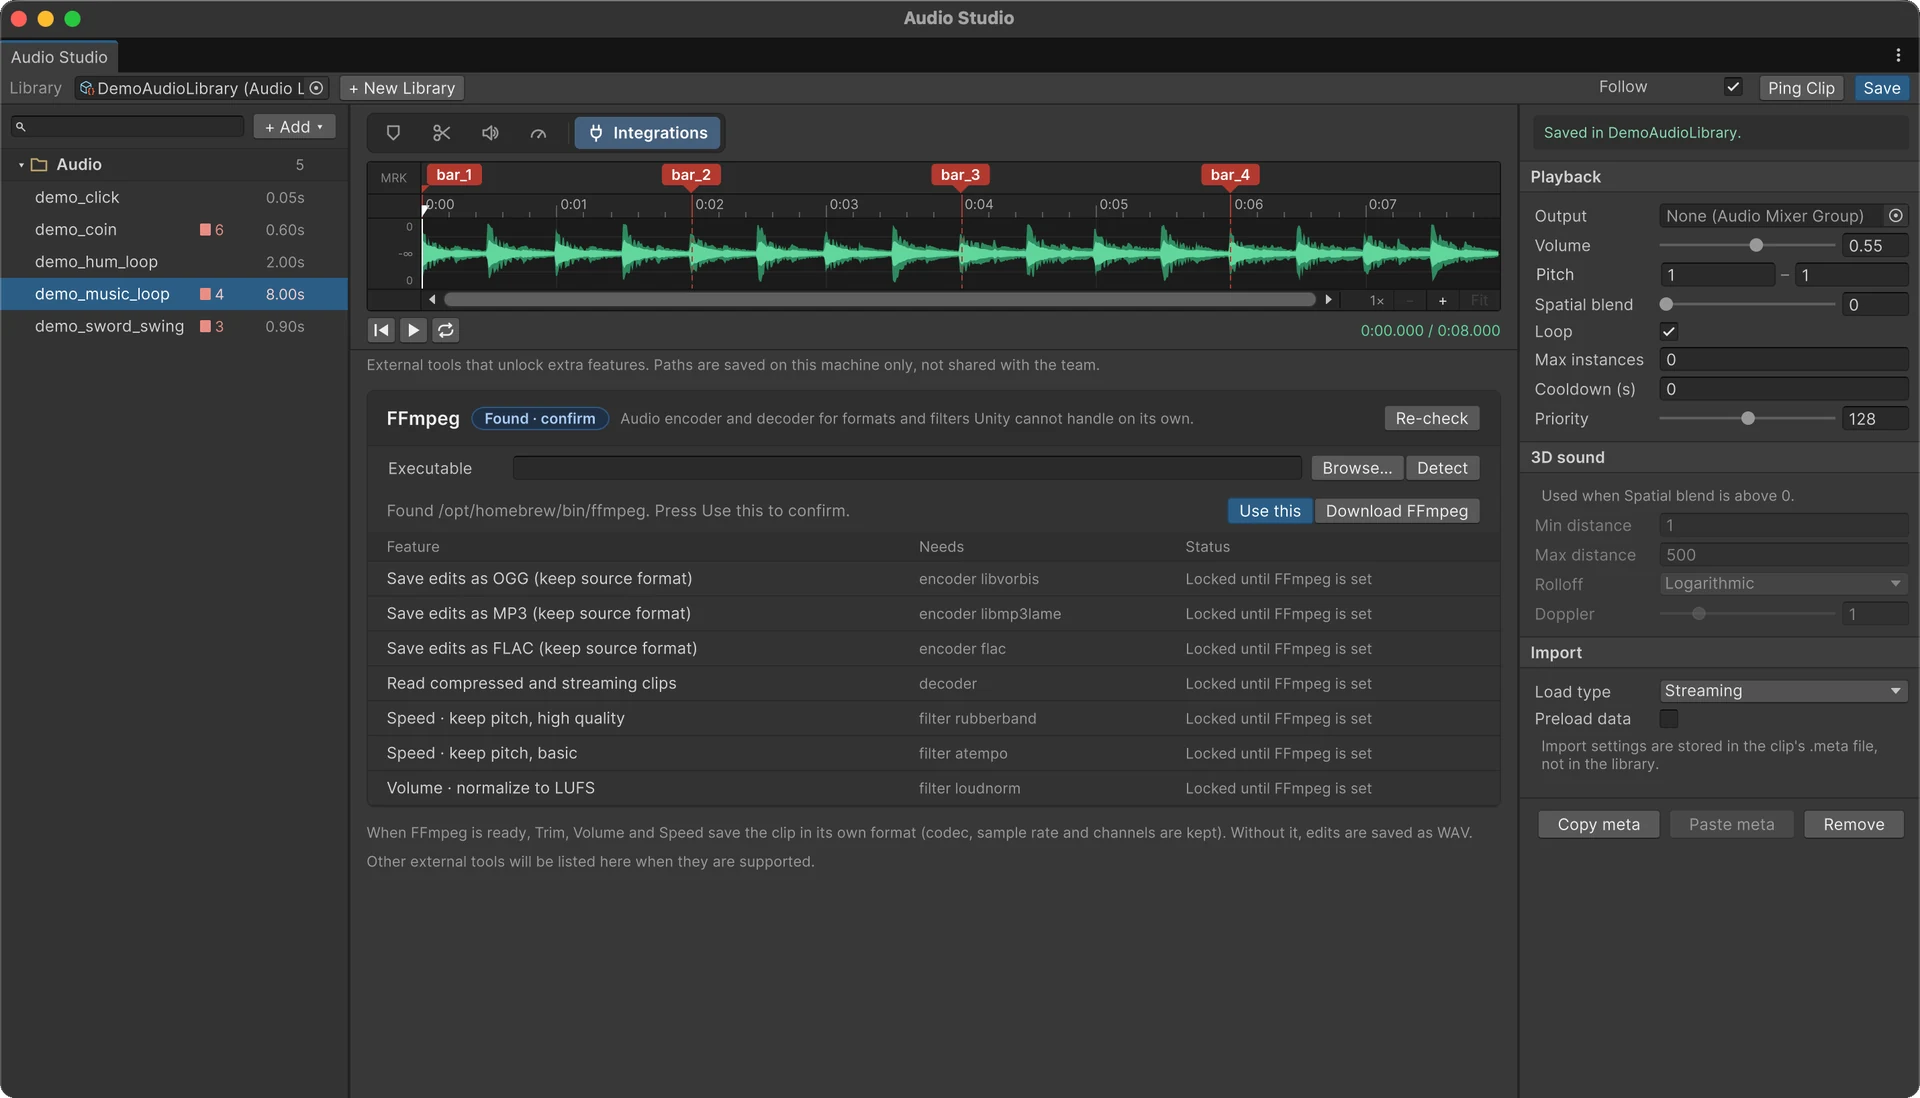 Audio Studio
Audio Studio
Library DemoAudioLibrary (Audio L + New Library Follow Ping Clip Save
+ Add
Audio 5
demo_click 0.05s
demo_coin 6 0.60s
demo_hum_loop 2.00s
demo_music_loop 4 8.00s
demo_sword_swing 3 0.90s
Integrations
MRK bar_1 bar_2 bar_3 bar_4
0:00 0:01 0:02 0:03 0:04 0:05 0:06 0:07
0
-∞
0
1× − + Fit
0:00.000 / 0:08.000
External tools that unlock extra features. Paths are saved on this machine only, not shared with the team.
FFmpeg Found · confirm Audio encoder and decoder for formats and filters Unity cannot handle on its own. Re-check
Executable Browse... Detect
Found /opt/homebrew/bin/ffmpeg. Press Use this to confirm. Use this Download FFmpeg
Feature Needs Status
Save edits as OGG (keep source format) encoder libvorbis Locked until FFmpeg is set
Save edits as MP3 (keep source format) encoder libmp3lame Locked until FFmpeg is set
Save edits as FLAC (keep source format) encoder flac Locked until FFmpeg is set
Read compressed and streaming clips decoder Locked until FFmpeg is set
Speed · keep pitch, high quality filter rubberband Locked until FFmpeg is set
Speed · keep pitch, basic filter atempo Locked until FFmpeg is set
Volume · normalize to LUFS filter loudnorm Locked until FFmpeg is set
When FFmpeg is ready, Trim, Volume and Speed save the clip in its own format (codec, sample rate and channels are kept). Without it, edits are saved as WAV.
Other external tools will be listed here when they are supported.
Saved in DemoAudioLibrary.
Playback
Output None (Audio Mixer Group)
Volume 0.55
Pitch 1 – 1
Spatial blend 0
Loop
Max instances 0
Cooldown (s) 0
Priority 128
3D sound
Used when Spatial blend is above 0.
Min distance 1
Max distance 500
Rolloff Logarithmic
Doppler 1
Import
Load type Streaming
Preload data
Import settings are stored in the clip's .meta file,
not in the library.
Copy meta Paste meta Remove